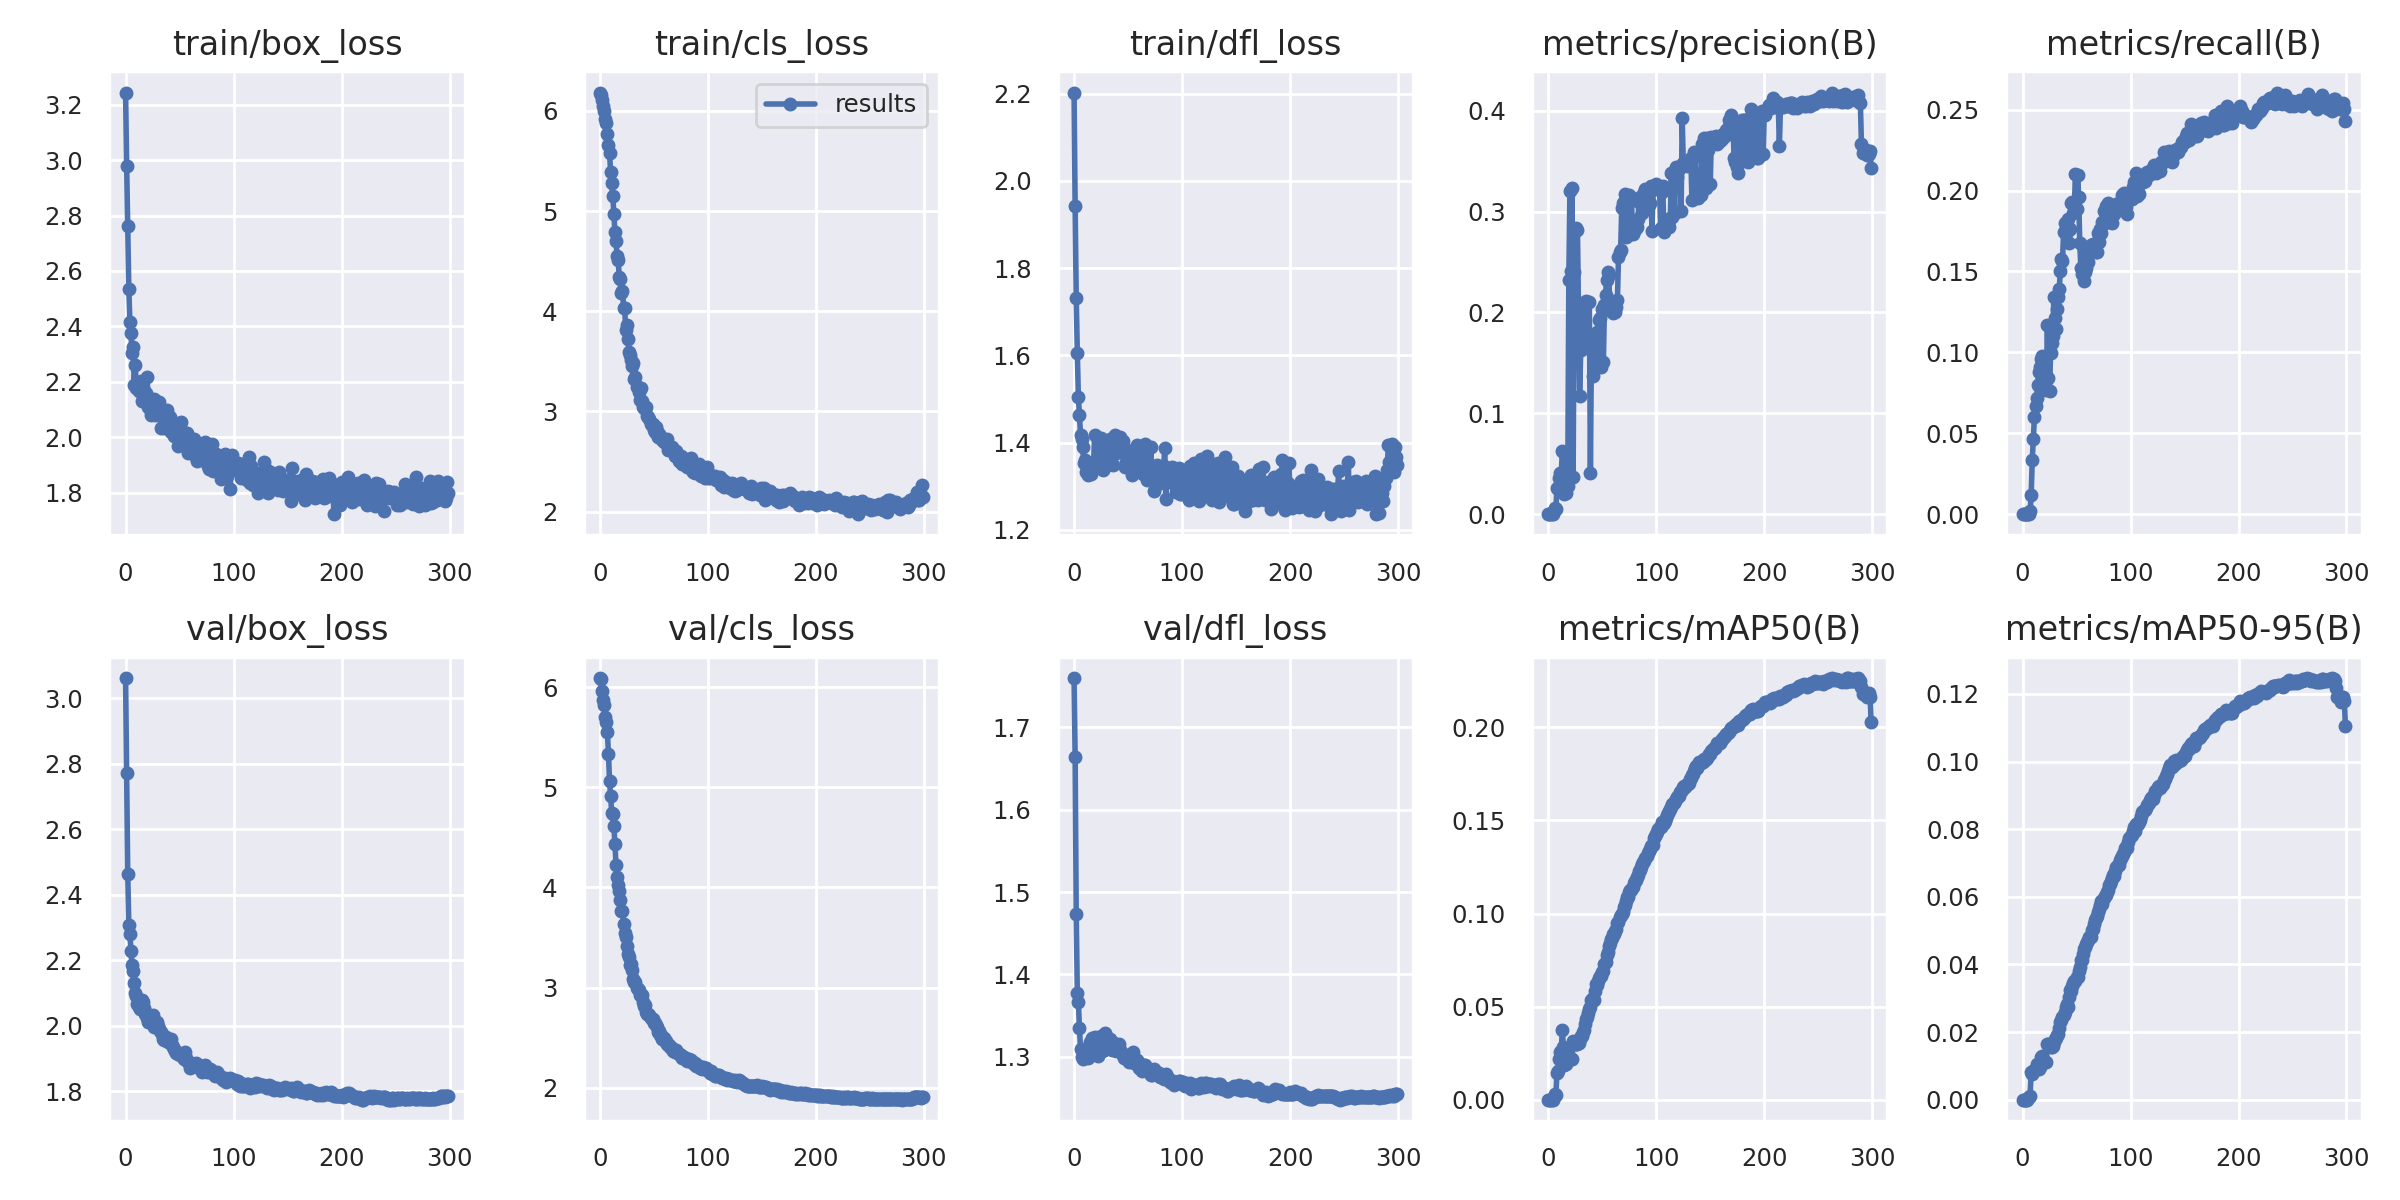 train/box_loss
train/cls_loss
train/dfl_loss
metrics/precision(B)
metrics/recall(B)
3.2
3.0
2.8
2.6
2.4
2.2
2.0
1.8
0 100 200 300
results
6
5
4
3
2
0 100 200 300
2.2
2.0
1.8
1.6
1.4
1.2
0 100 200 300
0.4
0.3
0.2
0.1
0.0
0 100 200 300
0.25
0.20
0.15
0.10
0.05
0.00
0 100 200 300
val/box_loss
val/cls_loss
val/dfl_loss
metrics/mAP50(B)
metrics/mAP50-95(B)
3.0
2.8
2.6
2.4
2.2
2.0
1.8
0 100 200 300
6
5
4
3
2
0 100 200 300
1.7
1.6
1.5
1.4
1.3
0 100 200 300
0.20
0.15
0.10
0.05
0.00
0 100 200 300
0.12
0.10
0.08
0.06
0.04
0.02
0.00
0 100 200 300